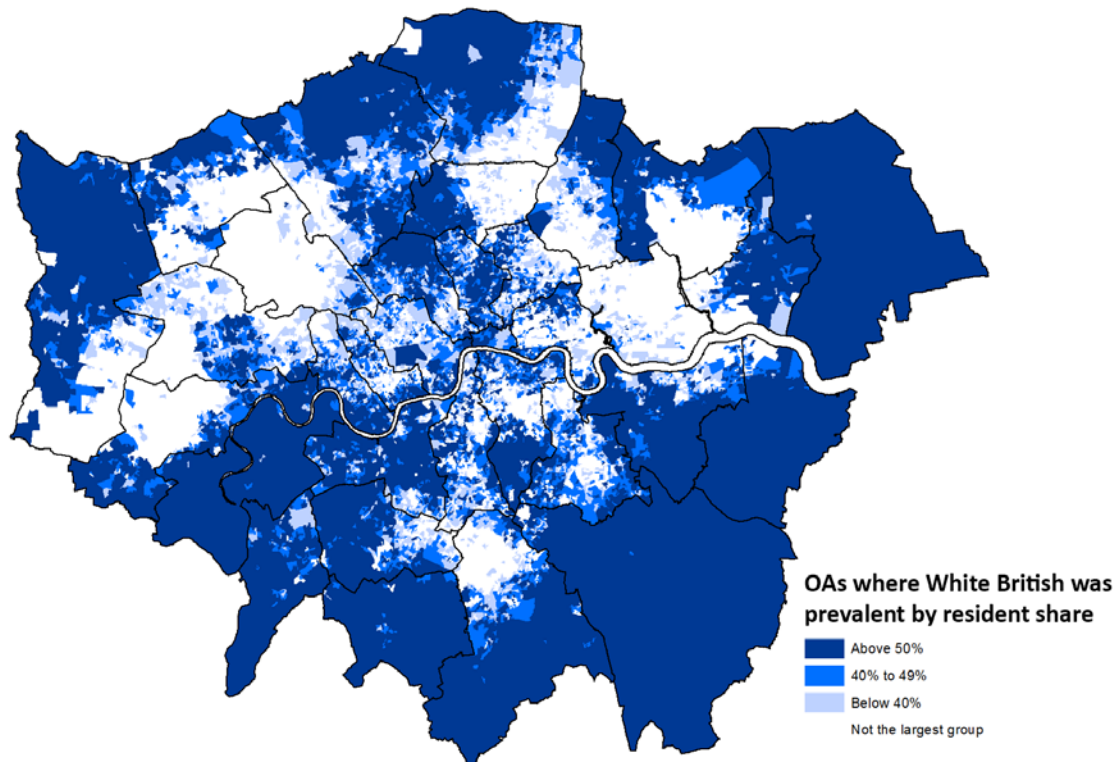 OAs where White British was
prevalent by resident share
Above 50%
40% to 49%
Below 40%
Not the largest group